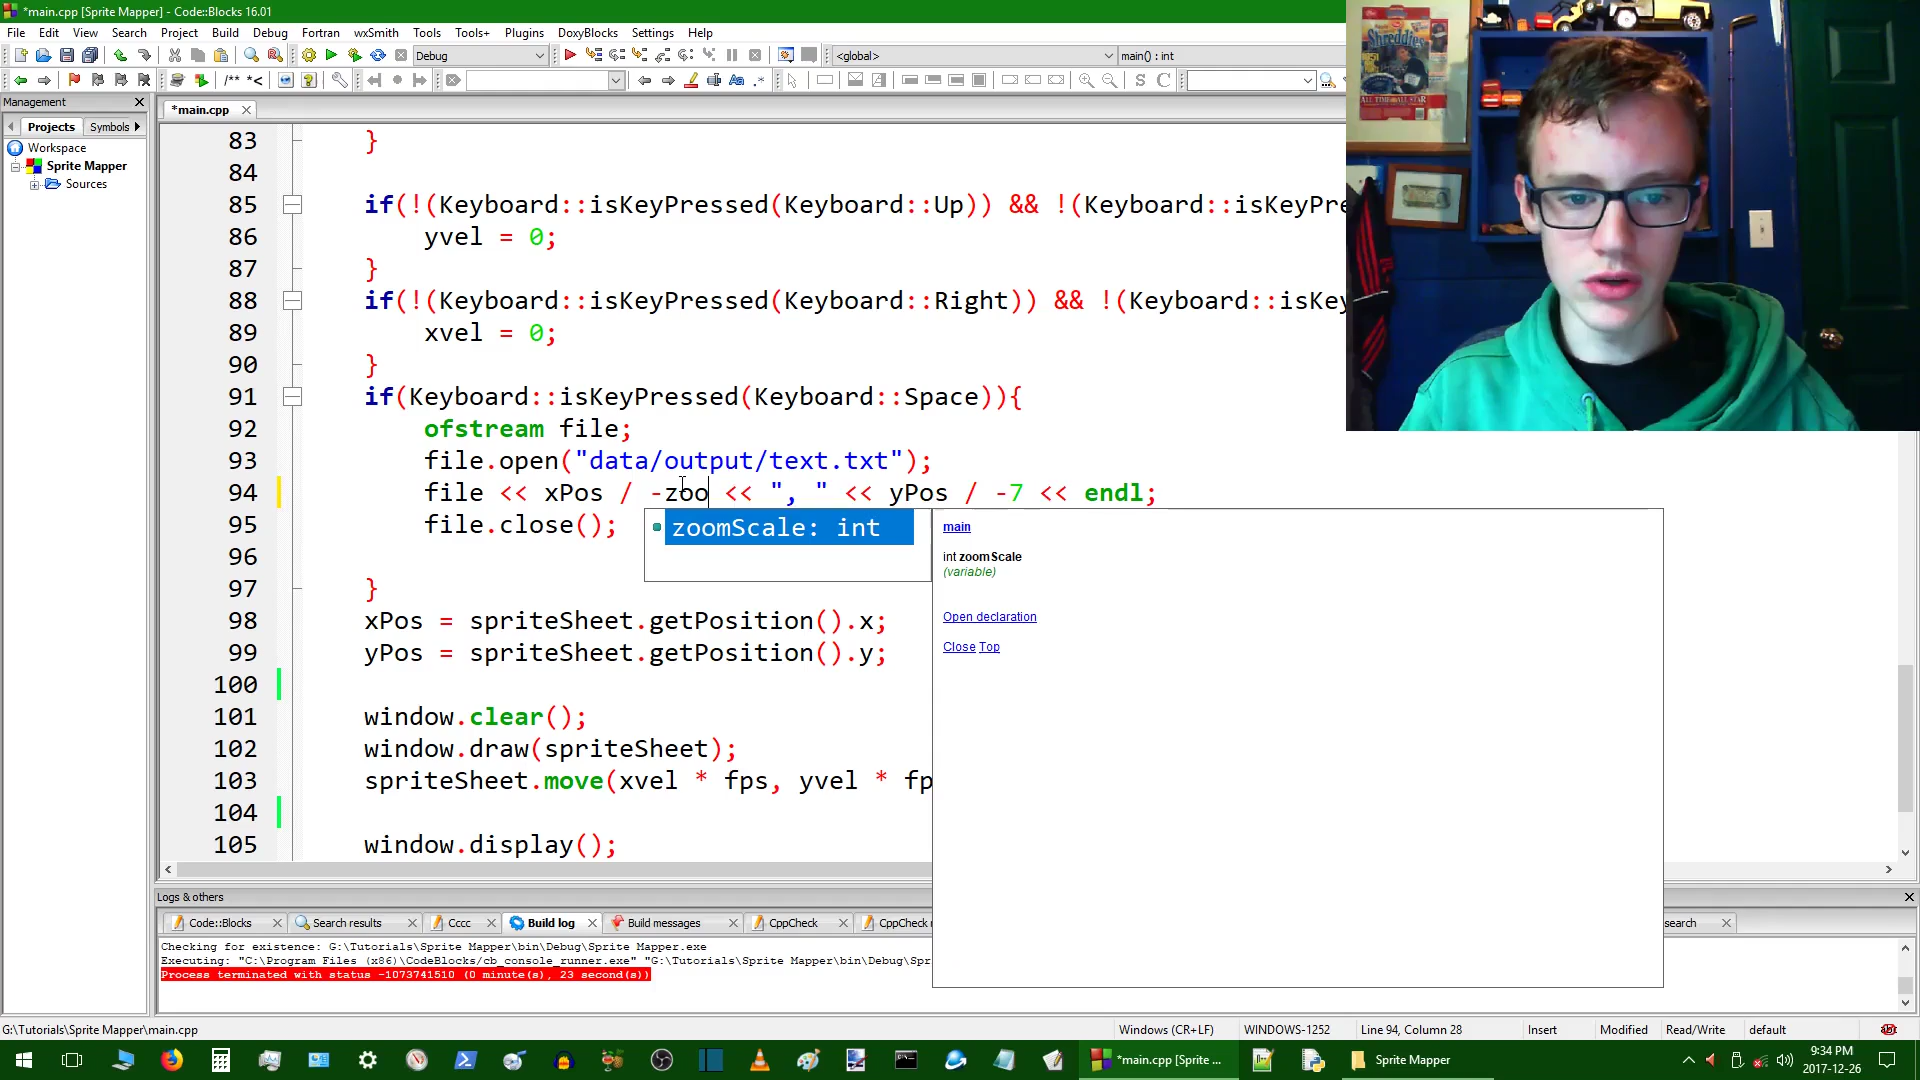 *main.cpp [Sprite Mapper] - Code::Blocks 16.01
File Edit View Search Project Build Debug Fortran wxSmith Tools Tools+ Plugins DoxyBlocks Settings Help
Debug <global> main() : int
/** *<
Management
*main.cpp
Projects Symbols
Workspace
Sprite Mapper
Sources
83 }
84
85 if(!(Keyboard::isKeyPressed(Keyboard::Up)) && !(Keyboard::isKeyPre
86 yvel = 0;
87 }
88 if(!(Keyboard::isKeyPressed(Keyboard::Right)) && !(Keyboard::isKey
89 xvel = 0;
90 }
91 if(Keyboard::isKeyPressed(Keyboard::Space)){
92 ofstream file;
93 file.open("data/output/text.txt");
94 file << xPos / -zoo << ", " << yPos / -7 << endl;
95 file.close();
96
97 }
98 xPos = spriteSheet.getPosition().x;
99 yPos = spriteSheet.getPosition().y;
100
101 window.clear();
102 window.draw(spriteSheet);
103 spriteSheet.move(xvel * fps, yvel * fp
104
105 window.display();
zoomScale: int
main
int zoomScale
(variable)
Open declaration
Close Top
Shreddies
ALL TIME ALL STAR
Logs & others
Code::Blocks Search results Cccc Build log Build messages CppCheck CppCheck search
Checking for existence: G:\Tutorials\Sprite Mapper\bin\Debug\Sprite Mapper.exe
Executing: "C:\Program Files (x86)\CodeBlocks/cb_console_runner.exe" "G:\Tutorials\Sprite Mapper\bin\Debug\Spr
Process terminated with status -1073741510 (0 minute(s), 23 second(s))
G:\Tutorials\Sprite Mapper\main.cpp Windows (CR+LF) WINDOWS-1252 Line 94, Column 28 Insert Modified Read/Write default
*main.cpp [Sprite ... Sprite Mapper
9:34 PM
2017-12-26